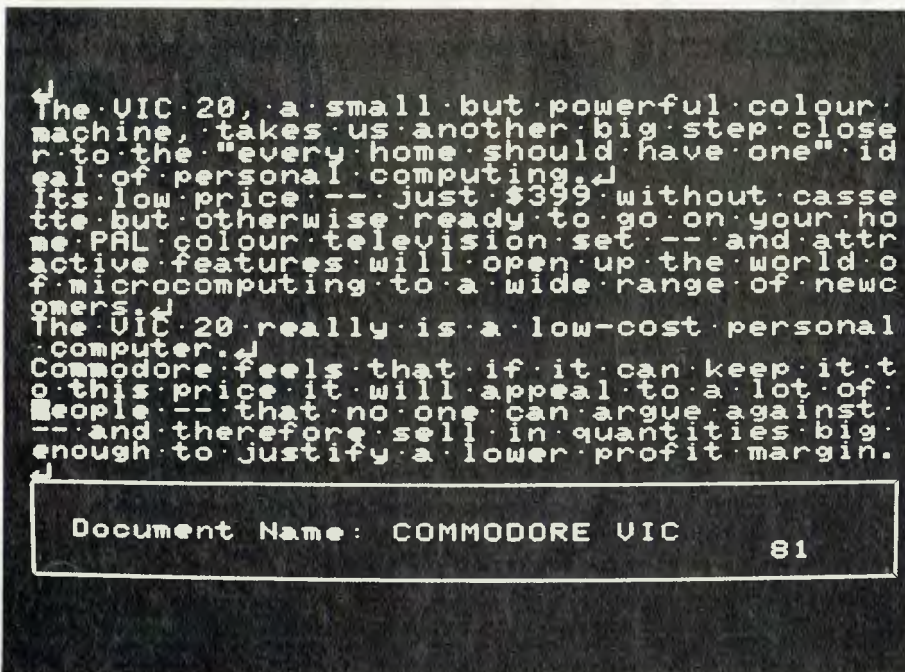 ↵
The·VIC·20,·a·small·but·powerful·colour·
machine,·takes·us·another·big·step·close
r·to·the·"every·home·should·have·one"·id
eal·of·personal·computing.↵
Its·low·price·--·just·$399·without·casse
tte·but·otherwise·ready·to·go·on·your·ho
me·PAL·colour·television·set·--·and·attr
active·features·will·open·up·the·world·o
f·microcomputing·to·a·wide·range·of·newc
omers.↵
The·VIC·20·really·is·a·low-cost·personal
·computer.↵
Commodore·feels·that·if·it·can·keep·it·t
o·this·price·it·will·appeal·to·a·lot·of·
people·--·that·no·one·can·argue·against·
--·and·therefore·sell·in·quantities·big·
enough·to·justify·a·lower·profit·margin.
↵
Document Name: COMMODORE VIC
81